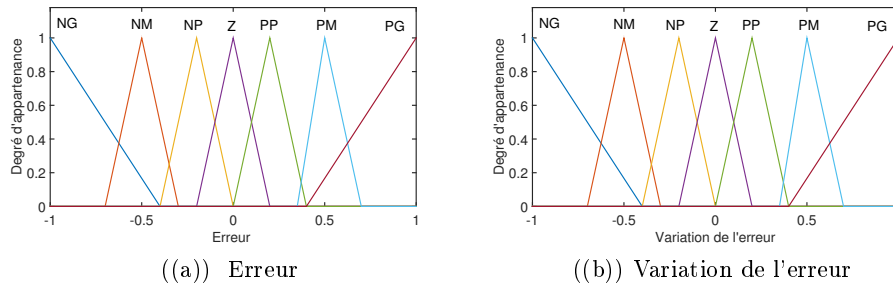 NG NM NP Z PP PM PG
Degré d'appartenance
1
0.8
0.6
0.4
0.2
0
-1 -0.5 0 0.5 1
Erreur
((a)) Erreur
NG NM NP Z PP PM PG
Degré d'appartenance
1
0.8
0.6
0.4
0.2
0
-1 -0.5 0 0.5
Variation de l'erreur
((b)) Variation de l'erreur